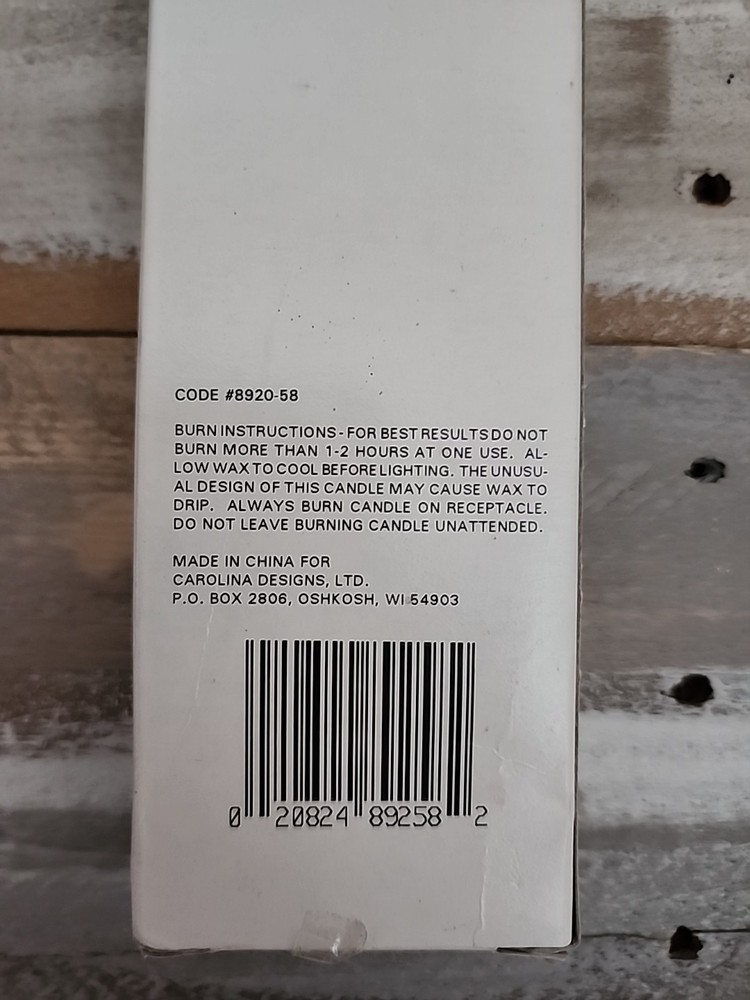 CODE #8920-58
BURN INSTRUCTIONS - FOR BEST RESULTS DO NOT
BURN MORE THAN 1-2 HOURS AT ONE USE. AL-
LOW WAX TO COOL BEFORE LIGHTING. THE UNUSU-
AL DESIGN OF THIS CANDLE MAY CAUSE WAX TO
DRIP. ALWAYS BURN CANDLE ON RECEPTACLE.
DO NOT LEAVE BURNING CANDLE UNATTENDED.
MADE IN CHINA FOR
CAROLINA DESIGNS, LTD.
P.O. BOX 2806, OSHKOSH, WI 54903
0 20824 89258 2